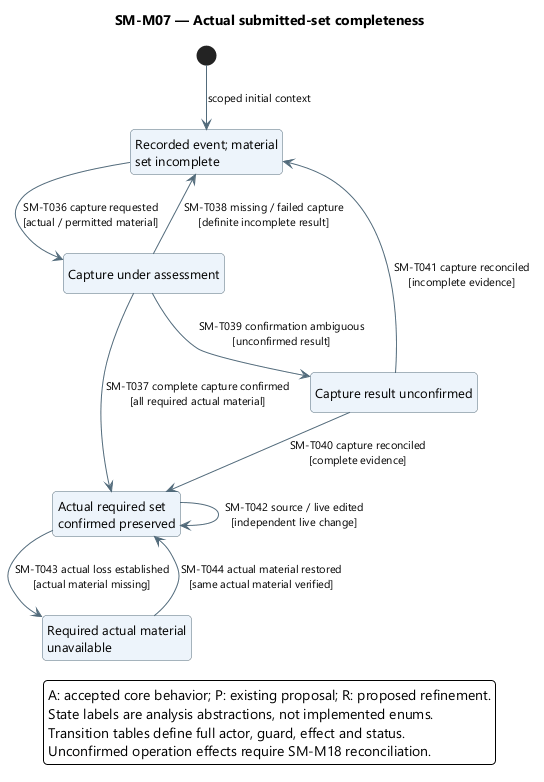 SM-M07 — Actual submitted-set completeness
scoped initial context
Recorded event; material
set incomplete
SM-T036 capture requested
[actual / permitted material]
SM-T038 missing / failed capture
[definite incomplete result]
SM-T041 capture reconciled
[incomplete evidence]
Capture under assessment
SM-T039 confirmation ambiguous
[unconfirmed result]
SM-T037 complete capture confirmed
[all required actual material]
Capture result unconfirmed
SM-T040 capture reconciled
[complete evidence]
Actual required set
confirmed preserved
SM-T042 source / live edited
[independent live change]
SM-T043 actual loss established
[actual material missing]
SM-T044 actual material restored
[same actual material verified]
Required actual material
unavailable
A: accepted core behavior; P: existing proposal; R: proposed refinement.
State labels are analysis abstractions, not implemented enums.
Transition tables define full actor, guard, effect and status.
Unconfirmed operation effects require SM-M18 reconciliation.